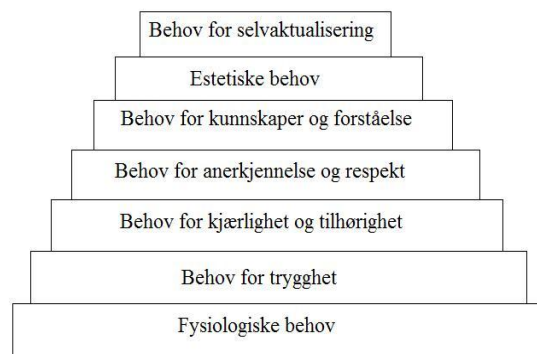 Behov for selvaktualisering
Estetiske behov
Behov for kunnskaper og forståelse
Behov for anerkjennelse og respekt
Behov for kjærlighet og tilhørighet
Behov for trygghet
Fysiologiske behov